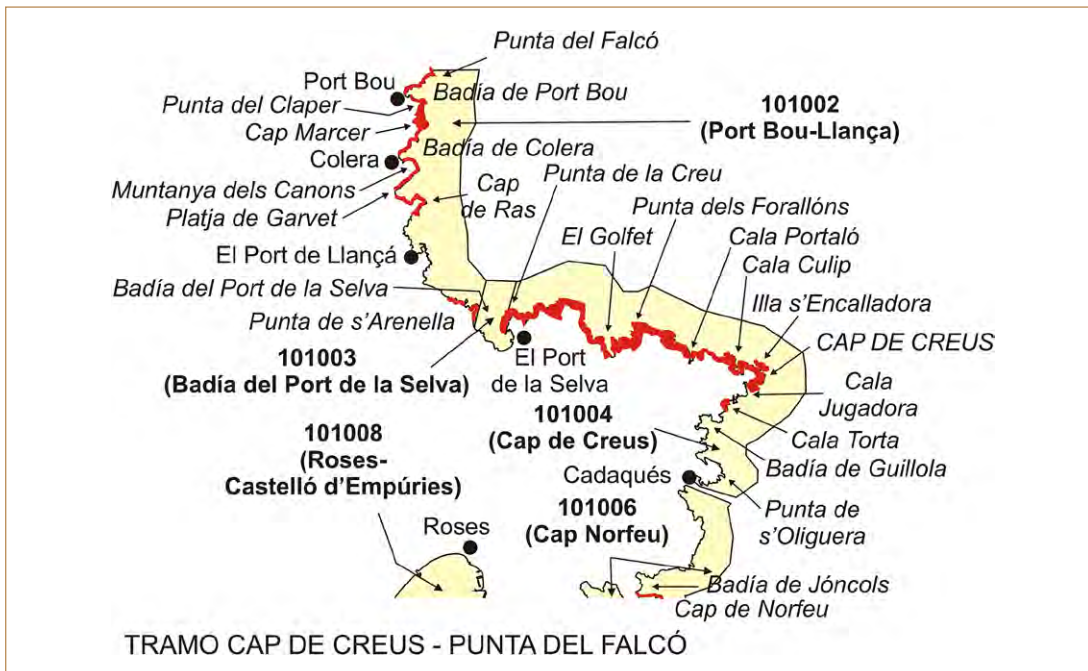 Punta del Falcó
Port Bou
Badía de Port Bou
Punta del Claper
101002
(Port Bou-Llança)
Cap Marcer
Badía de Colera
Colera
Punta de la Creu
Muntanya dels Canons
Cap
de Ras
Platja de Garvet
Punta dels Forallóns
El Golfet
Cala Portaló
El Port de Llançá
Cala Culip
Badía del Port de la Selva
Illa s'Encalladora
Punta de s'Arenella
CAP DE CREUS
El Port
de la Selva
101003
(Badía del Port de la Selva)
Cala
Jugadora
101004
(Cap de Creus)
Cala Torta
101008
(Roses-
Castelló d'Empúries)
Badía de Guillola
Cadaqués
101006
(Cap Norfeu)
Punta de
s'Oliguera
Roses
Badía de Jóncols
Cap de Norfeu
TRAMO CAP DE CREUS - PUNTA DEL FALCÓ